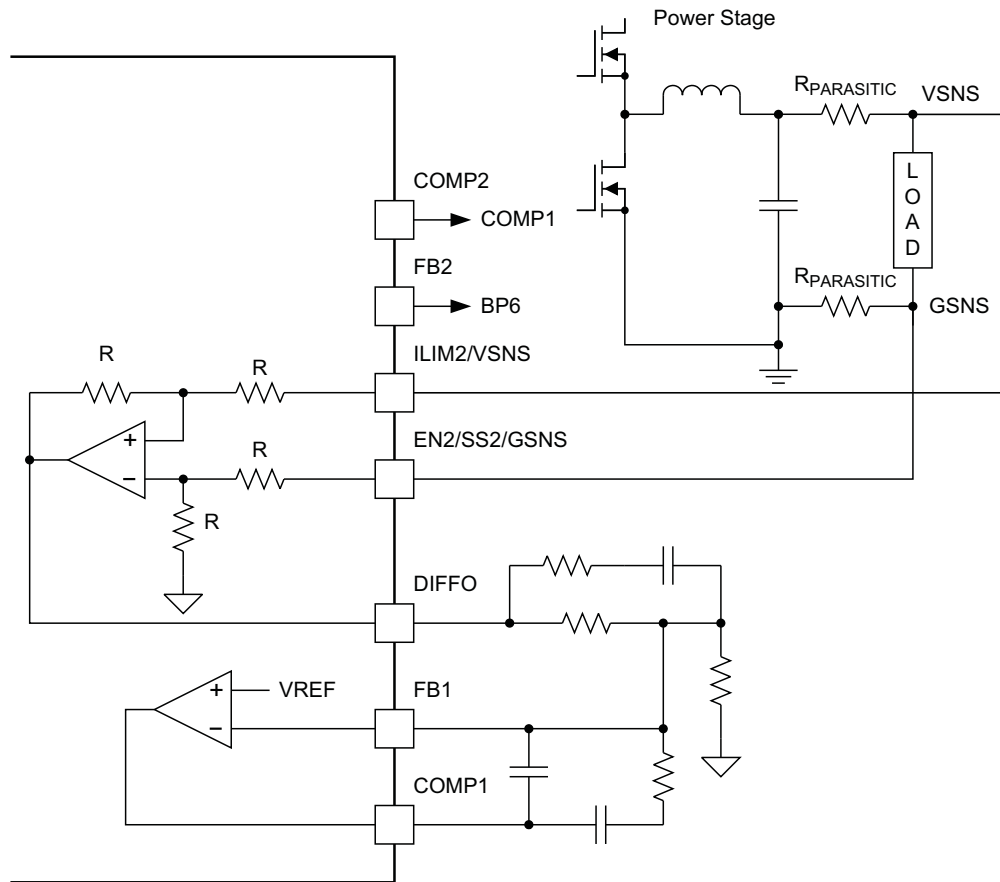 Power Stage
RPARASITIC
VSNS
LOAD
COMP2
COMP1
FB2
RPARASITIC
GSNS
BP6
ILIM2/VSNS
R
R
+
EN2/SS2/GSNS
R
−
R
DIFFO
+
VREF
FB1
−
COMP1